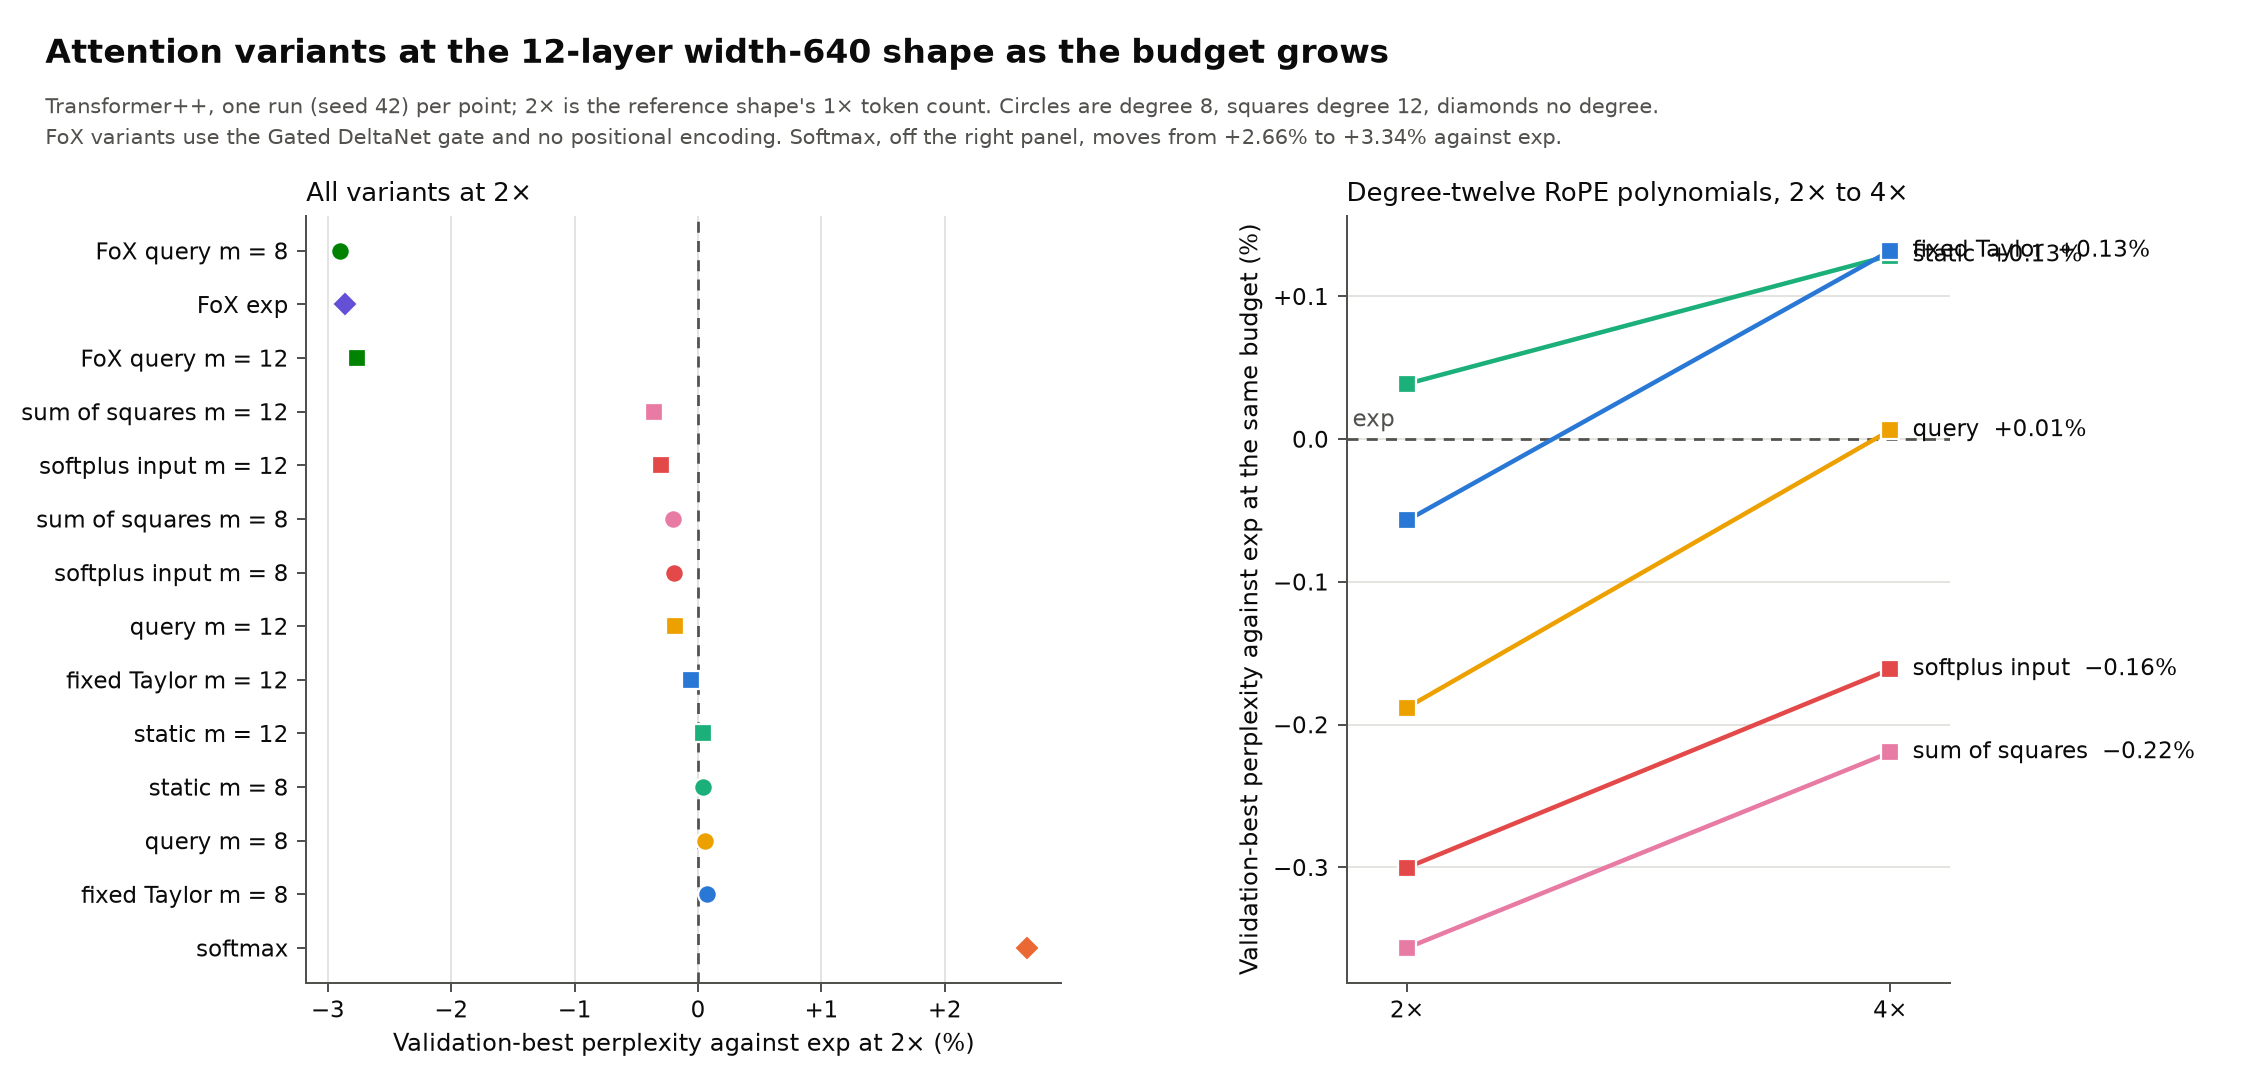 Attention variants at the 12-layer width-640 shape as the budget grows
Transformer++, one run (seed 42) per point; 2× is the reference shape's 1× token count. Circles are degree 8, squares degree 12, diamonds no degree.
FoX variants use the Gated DeltaNet gate and no positional encoding. Softmax, off the right panel, moves from +2.66% to +3.34% against exp.
All variants at 2×
FoX query m = 8
FoX exp
FoX query m = 12
sum of squares m = 12
softplus input m = 12
sum of squares m = 8
softplus input m = 8
query m = 12
fixed Taylor m = 12
static m = 12
static m = 8
query m = 8
fixed Taylor m = 8
softmax
−3
−2
−1
0
+1
+2
Validation-best perplexity against exp at 2× (%)
Degree-twelve RoPE polynomials, 2× to 4×
Validation-best perplexity against exp at the same budget (%)
+0.1
0.0
−0.1
−0.2
−0.3
exp
fixed Taylor +0.13%
static +0.13%
query +0.01%
softplus input −0.16%
sum of squares −0.22%
2×
4×